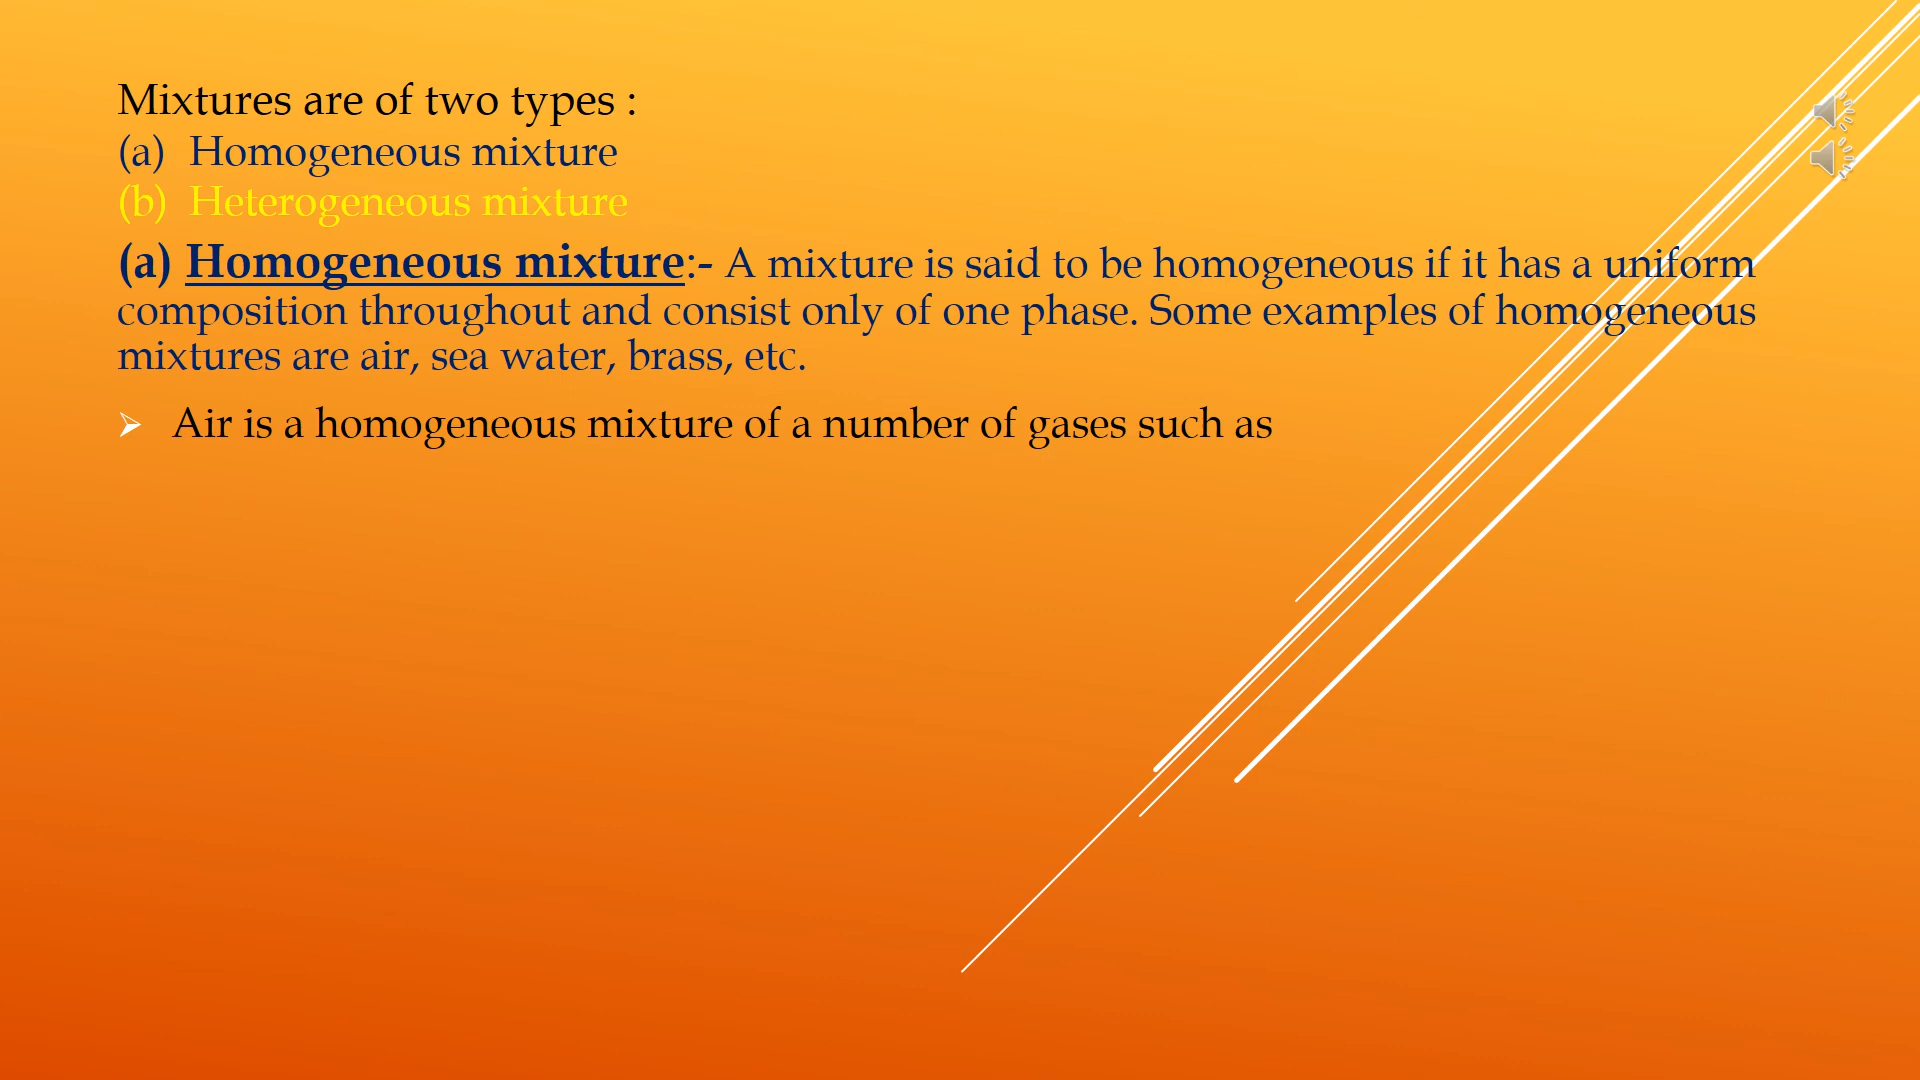 Mixtures are of two types :
(a) Homogeneous mixture
(b) Heterogeneous mixture
(a) Homogeneous mixture:- A mixture is said to be homogeneous if it has a uniform
composition throughout and consist only of one phase. Some examples of homogeneous
mixtures are air, sea water, brass, etc.
Air is a homogeneous mixture of a number of gases such as